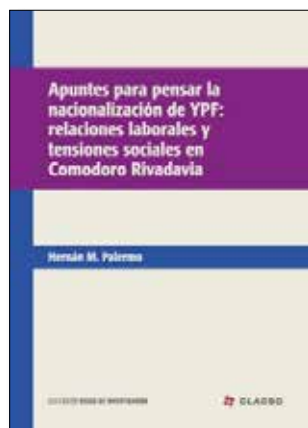 Apuntes para pensar la
nacionalización de YPF:
relaciones laborales y
tensiones sociales en
Comodoro Rivadavia
Hernán M. Palermo
CLACSO